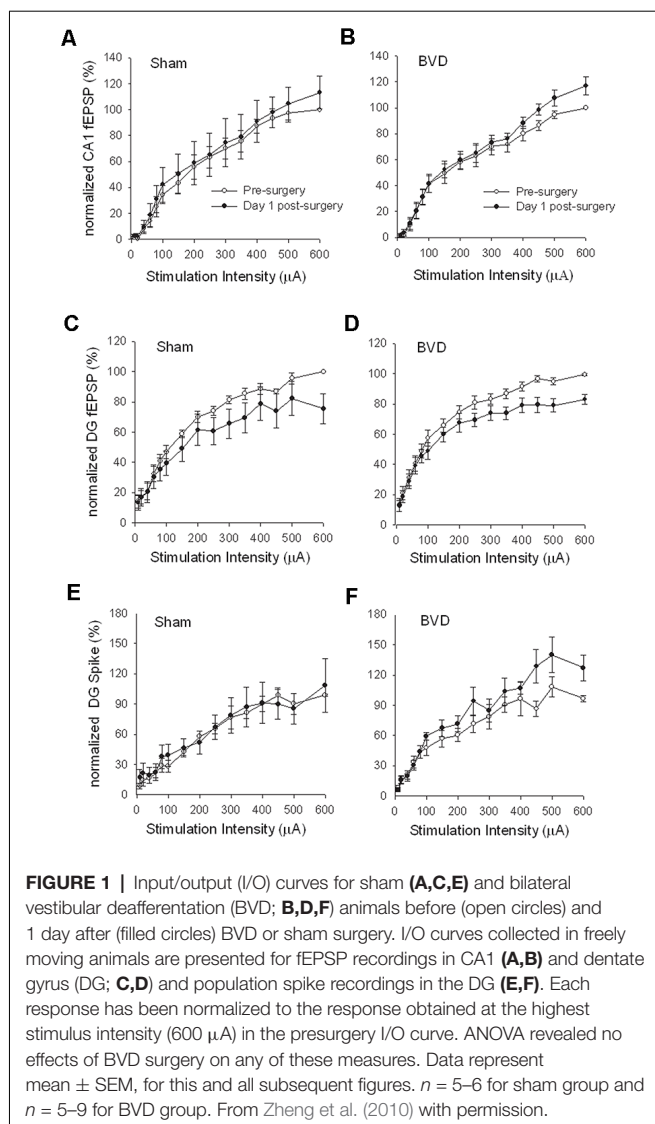 A
B
Sham
BVD
normalized CA1 fEPSP (%)
140
120
100
80
60
40
20
0
Pre-surgery
Day 1 post-surgery
0 100 200 300 400 500 600
Stimulation Intensity (μA)
140
120
100
80
60
40
20
0
Pre-surgery
Day 1 post-surgery
0 100 200 300 400 500 600
Stimulation Intensity (μA)
C
D
Sham
BVD
normalized DG fEPSP (%)
120
100
80
60
40
20
0
0 100 200 300 400 500 600
Stimulation Intensity (μA)
120
100
80
60
40
20
0
0 100 200 300 400 500 600
Stimulation Intensity (μA)
E
F
Sham
BVD
normalized DG Spike (%)
180
150
120
90
60
30
0
0 100 200 300 400 500 600
Stimulation Intensity (μA)
180
150
120
90
60
30
0
0 100 200 300 400 500 600
Stimulation Intensity (μA)
FIGURE 1 | Input/output (I/O) curves for sham (A,C,E) and bilateral
vestibular deafferentation (BVD; B,D,F) animals before (open circles) and
1 day after (filled circles) BVD or sham surgery. I/O curves collected in freely
moving animals are presented for fEPSP recordings in CA1 (A,B) and dentate
gyrus (DG; C,D) and population spike recordings in the DG (E,F). Each
response has been normalized to the response obtained at the highest
stimulus intensity (600 μA) in the presurgery I/O curve. ANOVA revealed no
effects of BVD surgery on any of these measures. Data represent
mean ± SEM, for this and all subsequent figures. n = 5–6 for sham group and
n = 5–9 for BVD group. From Zheng et al. (2010) with permission.